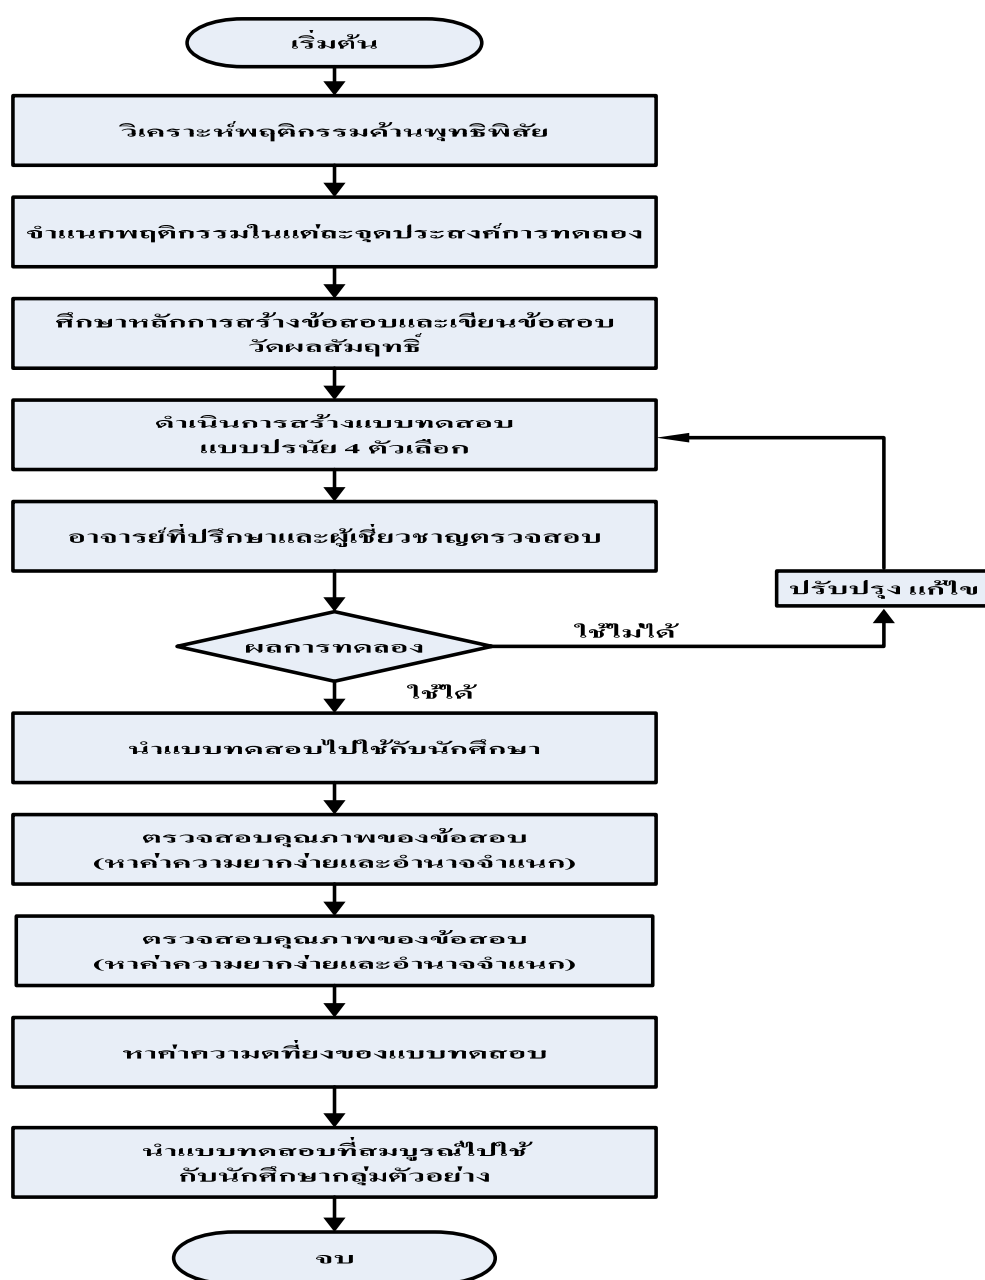 เริ่มต้น
วิเคราะห์พฤติกรรมด้านพุทธิพิสัย
จำแนกพฤติกรรมในแต่ละจุดประสงค์การทดลอง
ศึกษาหลักการสร้างข้อสอบและเขียนข้อสอบ
วัดผลสัมฤทธิ์
ดำเนินการสร้างแบบทดสอบ
แบบปรนัย 4 ตัวเลือก
อาจารย์ที่ปรึกษาและผู้เชี่ยวชาญตรวจสอบ
ปรับปรุง แก้ไข
ใช้ไม่ได้
ผลการทดลอง
ใช้ได้
นำแบบทดสอบไปใช้กับนักศึกษา
ตรวจสอบคุณภาพของข้อสอบ
(หาค่าความยากง่ายและอำนาจจำแนก)
ตรวจสอบคุณภาพของข้อสอบ
(หาค่าความยากง่ายและอำนาจจำแนก)
หาค่าความดที่ยงของแบบทดสอบ
นำแบบทดสอบที่สมบูรณ์ไปใช้
กับนักศึกษากลุ่มตัวอย่าง
จบ